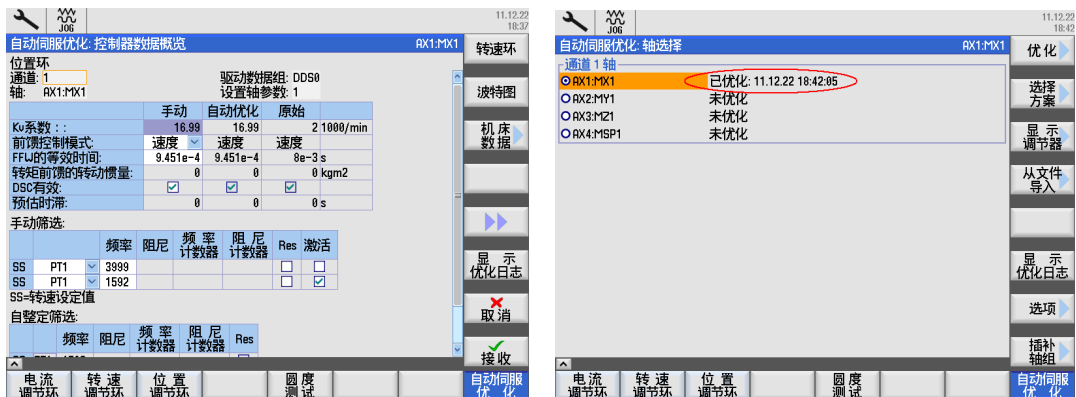 JOG
11.12.22
18:37
自动伺服优化: 控制器数据概览
AX1:MX1
位置环
通道: 1
驱动数据组: DDS0
轴: AX1:MX1
设置轴参数: 1
手动 自动优化 原始
Kv系数:: 16.99 16.99 2 1000/min
前馈控制模式: 速度 速度 速度
FFW的等效时间: 9.451e-4 9.451e-4 8e-3 s
转矩前馈的转动惯量: 0 0 0 kgm2
DSC有效:
预估时滞: 0 0 0 s
手动筛选:
频率 阻尼 频率计数器 阻尼计数器 Res 激活
SS PT1 3999
SS PT1 1592
SS=转速设定值
自整定筛选:
频率 阻尼 频率计数器 阻尼计数器 Res
转速环
波特图
机床
数据
显示
优化日志
取消
接收
电流
调节环
转速
调节环
位置
调节环
圆度
测试
自动伺服
优化
JOG
11.12.22
18:42
自动伺服优化: 轴选择
AX1:MX1
通道 1 轴
AX1:MX1 已优化: 11.12.22 18:42:05
AX2:MY1 未优化
AX3:MZ1 未优化
AX4:MSP1 未优化
优化
选择
方案
显示
调节器
从文件
导入
显示
优化日志
选项
插补
轴组
电流
调节环
转速
调节环
位置
调节环
圆度
测试
自动伺服
优化